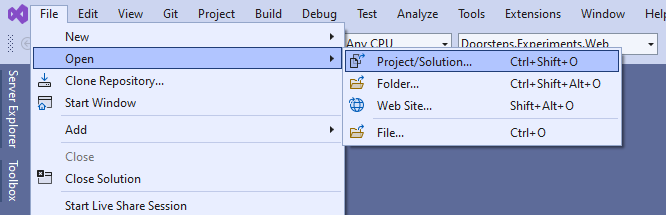 File Edit View Git Project Build Debug Test Analyze Tools Extensions Window Help
Any CPU Doorsteps.Experiments.Web
New
Open
Project/Solution... Ctrl+Shift+O
Clone Repository...
Folder... Ctrl+Shift+Alt+O
Start Window
Web Site... Shift+Alt+O
Add
File... Ctrl+O
Close
Close Solution
Start Live Share Session
Server Explorer
Toolbox